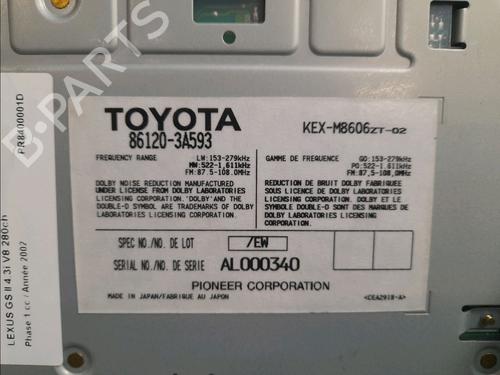 B-PARTS
PR8400001D
LEXUS GS II 4.3i V8 280ch
Phase 1 cc / Année 2002
TOYOTA
86120-3A593
KEX-M8606ZT-02
FREQUENCY RANGE LW:153-279kHz
MW:522-1,611kHz
FM:87.5-108.0MHz
GAMME DE FREQUENCE GO:153-279kHz
PO:522-1,611kHz
FM:87.5-108.0MHz
DOLBY NOISE REDUCTION MANUFACTURED
UNDER LICENSE FROM DOLBY LABORATORIES
LICENSING CORPORATION. 'DOLBY' AND THE
DOUBLE-D SYMBOL ARE TRADEMARKS OF DOLBY
LABORATORIES LICENSING CORPORATION.
REDUCTION DE BRUIT DOLBY FABRIQUEE
SOUS LICENCE DE DOLBY LABORATORIES
LICENSING CORPORATION. DOLBY ET LE
SYMBOLE DOUBLE-D SONT DES MARQUES DE
DOLBY LABORATORIES LICENSING
CORPORATION.
SPEC NO./NO. DE LOT /EW
SERIAL NO./NO. DE SERIE AL000340
PIONEER CORPORATION
MADE IN JAPAN/FABRIQUE AU JAPON
<CEA2918-A>